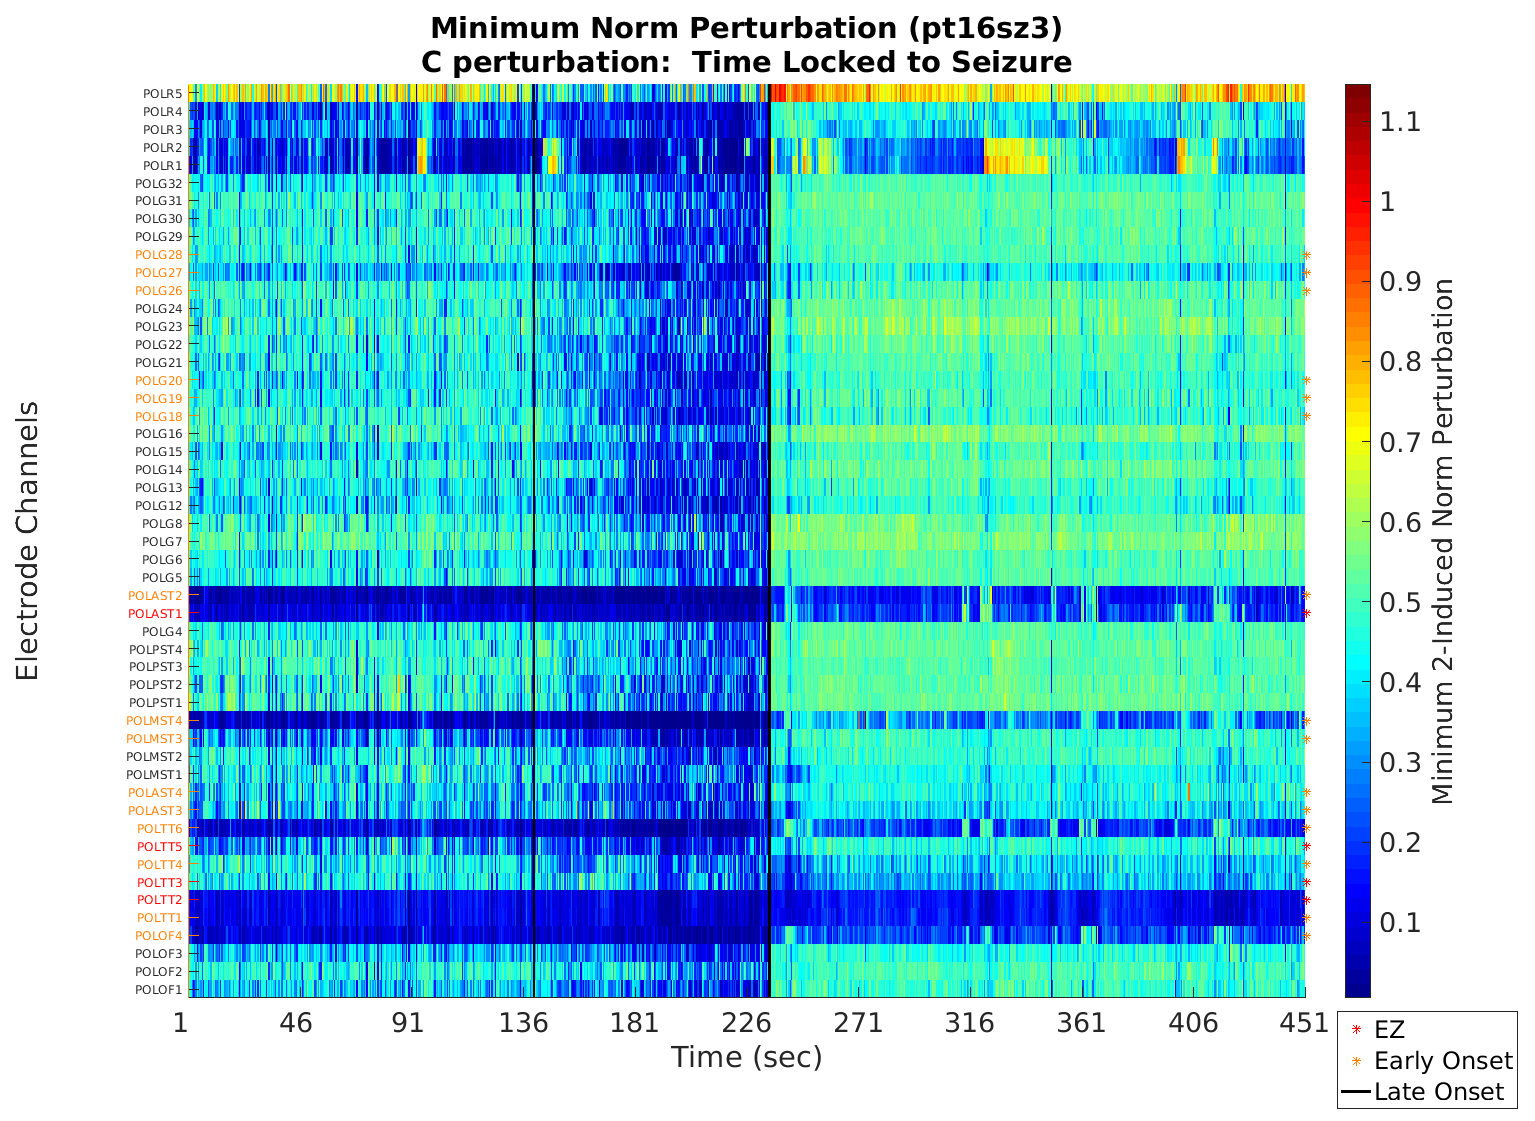 Minimum Norm Perturbation (pt16sz3)
C perturbation:  Time Locked to Seizure
Electrode Channels
POLR5
POLR4
POLR3
POLR2
POLR1
POLG32
POLG31
POLG30
POLG29
POLG28
POLG27
POLG26
POLG24
POLG23
POLG22
POLG21
POLG20
POLG19
POLG18
POLG16
POLG15
POLG14
POLG13
POLG12
POLG8
POLG7
POLG6
POLG5
POLAST2
POLAST1
POLG4
POLPST4
POLPST3
POLPST2
POLPST1
POLMST4
POLMST3
POLMST2
POLMST1
POLAST4
POLAST3
POLTT6
POLTT5
POLTT4
POLTT3
POLTT2
POLTT1
POLOF4
POLOF3
POLOF2
POLOF1
1 46 91 136 181 226 271 316 361 406 451
Time (sec)
1.1
1
0.9
0.8
0.7
0.6
0.5
0.4
0.3
0.2
0.1
Minimum 2-Induced Norm Perturbation
EZ
Early Onset
Late Onset